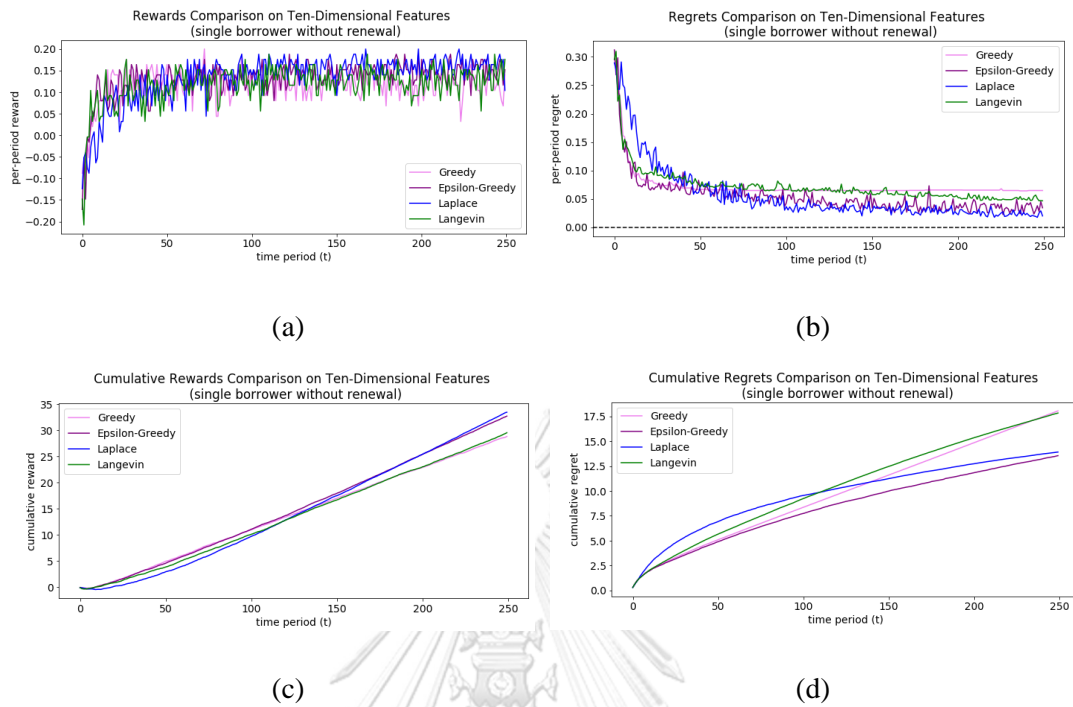 Rewards Comparison on Ten-Dimensional Features
(single borrower without renewal)
per-period reward
0.20
0.15
0.10
0.05
0.00
−0.05
−0.10
−0.15
−0.20
Greedy
Epsilon-Greedy
Laplace
Langevin
0 50 100 150 200 250
time period (t)
(a)
Regrets Comparison on Ten-Dimensional Features
(single borrower without renewal)
per-period regret
0.30
0.25
0.20
0.15
0.10
0.05
0.00
Greedy
Epsilon-Greedy
Laplace
Langevin
0 50 100 150 200 250
time period (t)
(b)
Cumulative Rewards Comparison on Ten-Dimensional Features
(single borrower without renewal)
cumulative reward
35
30
25
20
15
10
5
0
Greedy
Epsilon-Greedy
Laplace
Langevin
0 50 100 150 200 250
time period (t)
(c)
Cumulative Regrets Comparison on Ten-Dimensional Features
(single borrower without renewal)
cumulative regret
17.5
15.0
12.5
10.0
7.5
5.0
2.5
0.0
Greedy
Epsilon-Greedy
Laplace
Langevin
0 50 100 150 200 250
time period (t)
(d)